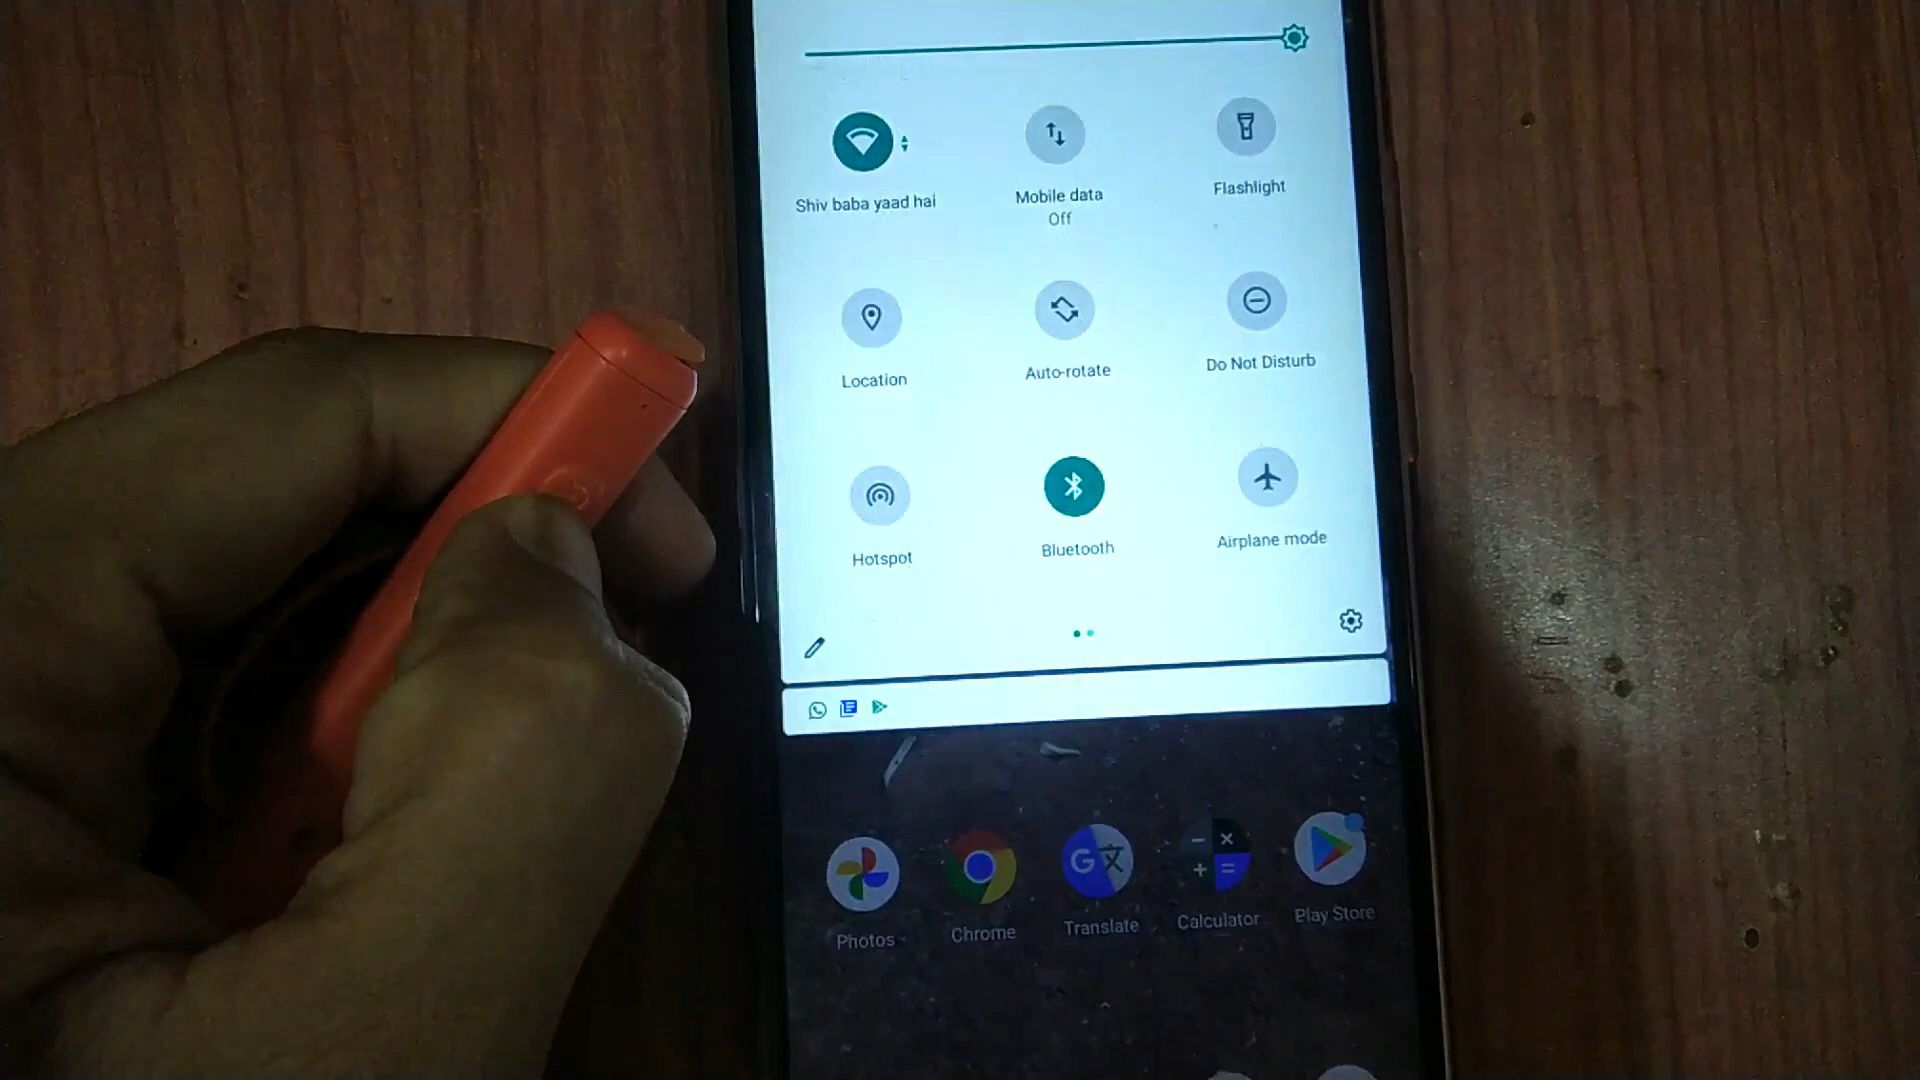 Shiv baba yaad hai
Mobile data
Off
Flashlight
Location
Auto-rotate
Do Not Disturb
Hotspot
Bluetooth
Airplane mode
Photos
Chrome
Translate
Calculator
Play Store